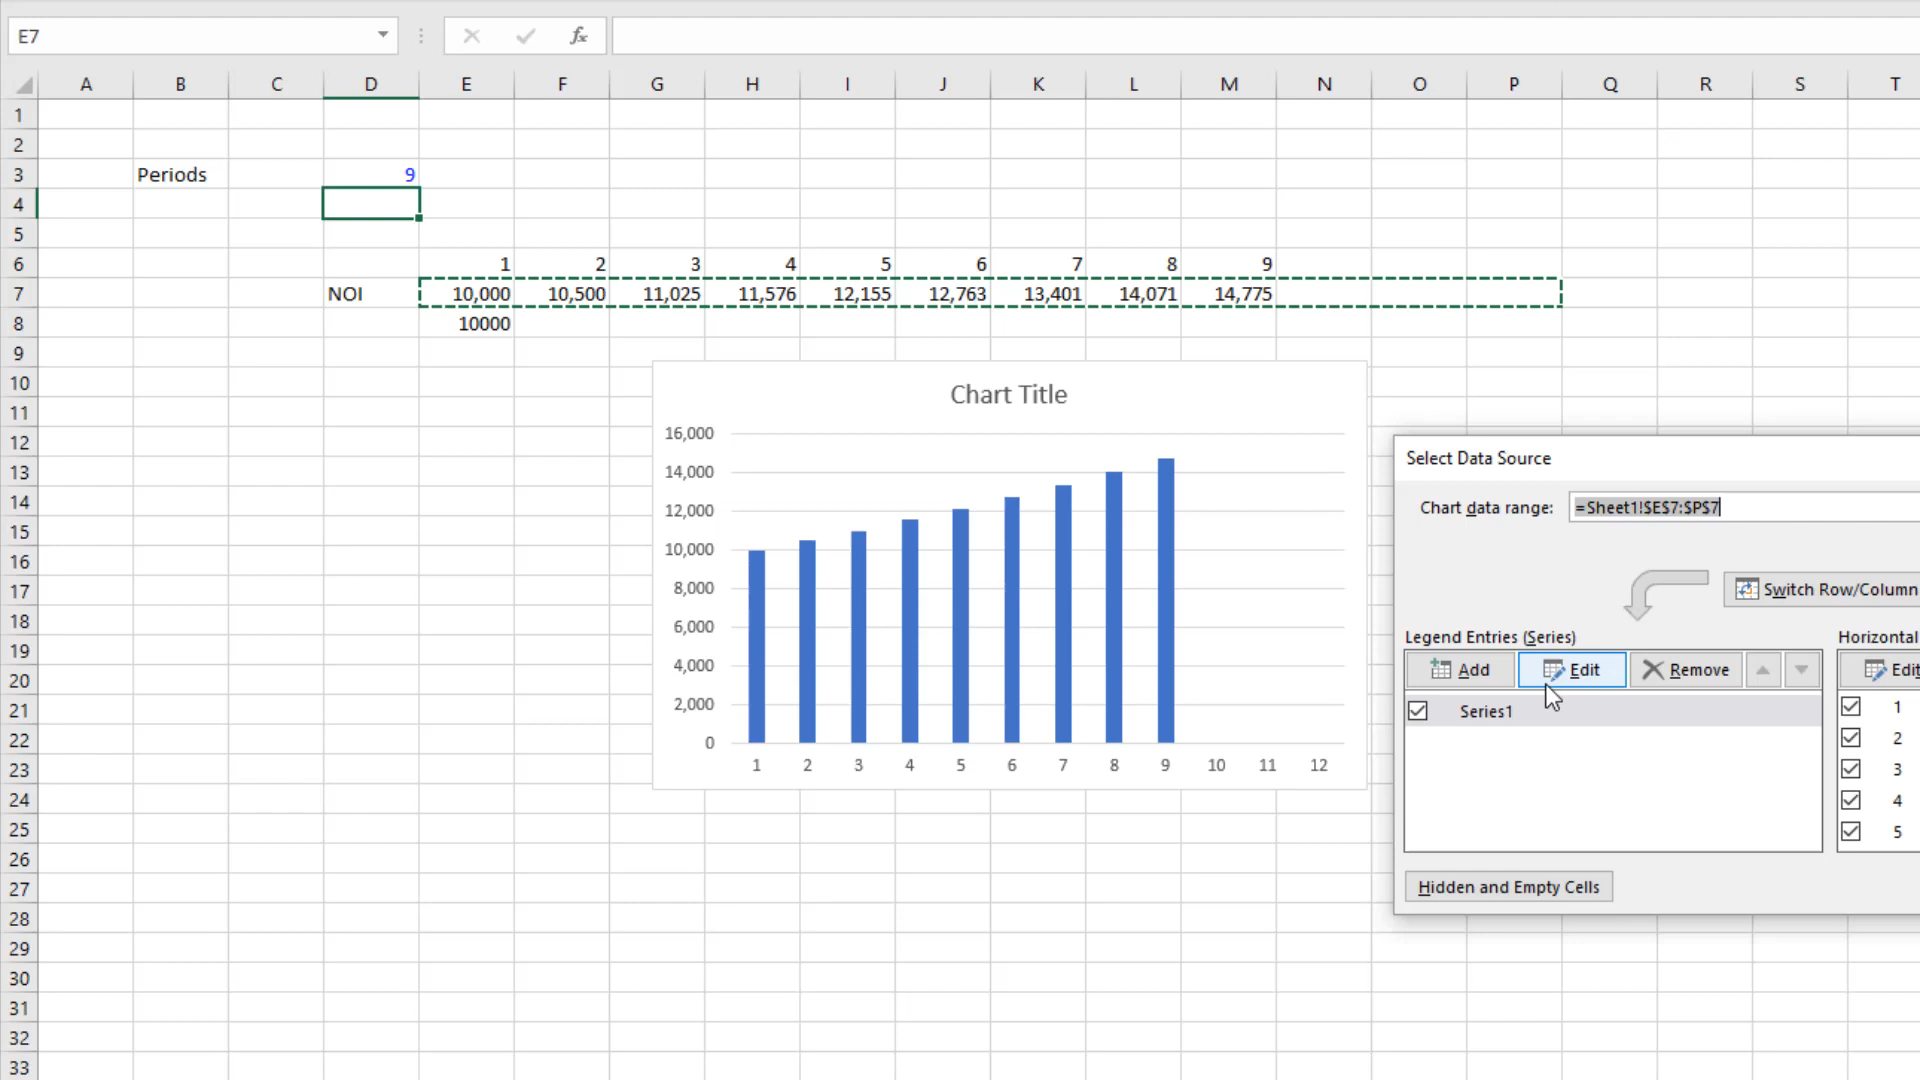 E7
fx
A B C D E F G H I J K L M N O P Q R S T
1
2
3 Periods 9
4
5
6 1 2 3 4 5 6 7 8 9
7 NOI 10,000 10,500 11,025 11,576 12,155 12,763 13,401 14,071 14,775
8 10000
9
10
11
12
13
14
15
16
17
18
19
20
21
22
23
24
25
26
27
28
29
30
31
32
33
Chart Title
16,000
14,000
12,000
10,000
8,000
6,000
4,000
2,000
0
1 2 3 4 5 6 7 8 9 10 11 12
Select Data Source
Chart data range: =Sheet1!$E$7:$P$7
Switch Row/Column
Legend Entries (Series)
Horizontal
Add Edit Remove
Edit
Series1
1
2
3
4
5
Hidden and Empty Cells